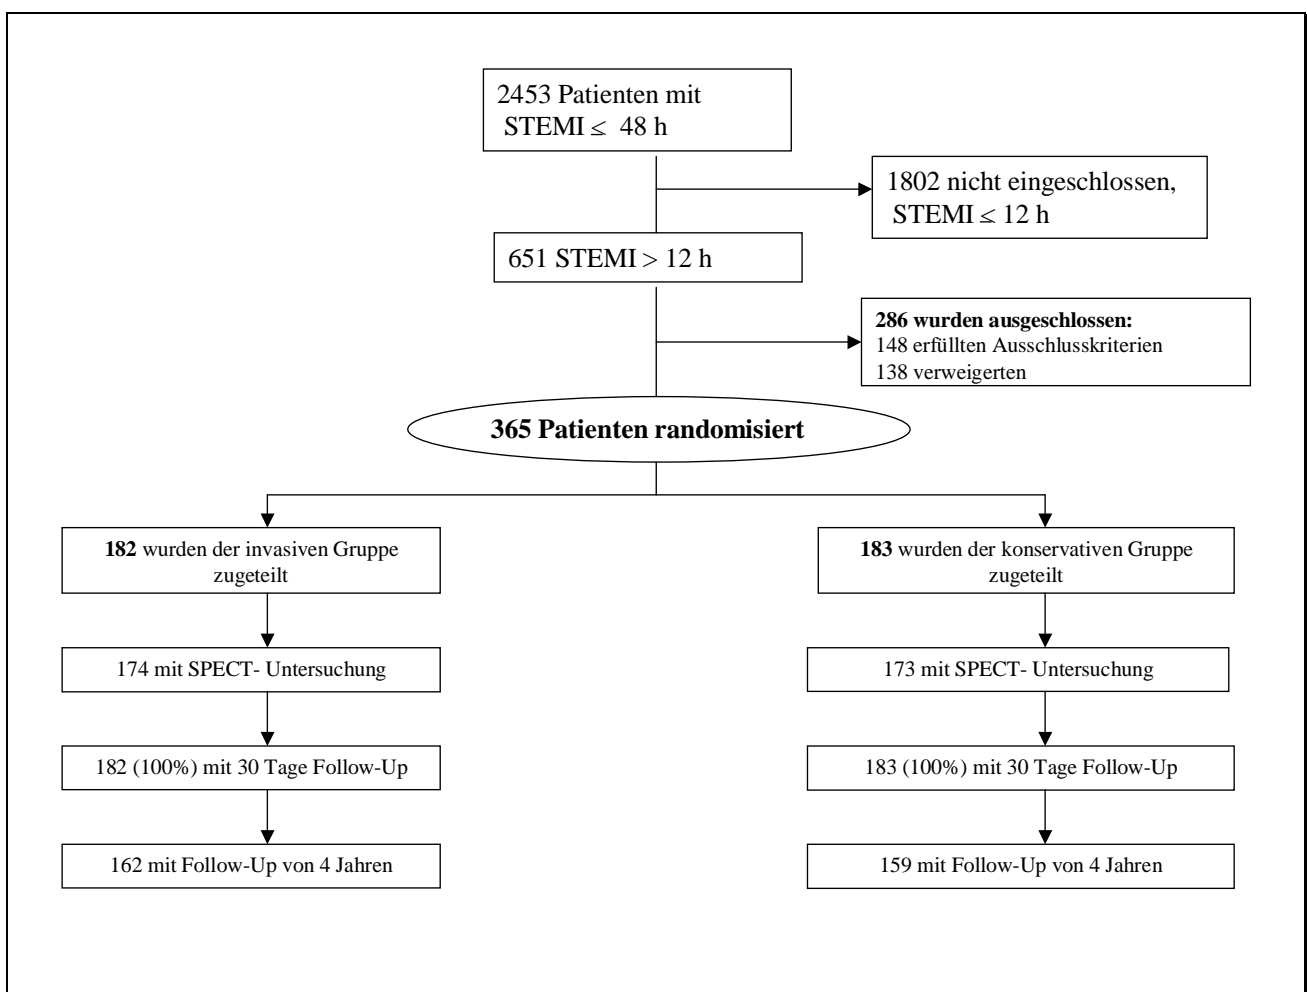 2453 Patienten mit
STEMI ≤ 48 h
1802 nicht eingeschlossen,
STEMI ≤ 12 h
651 STEMI > 12 h
286 wurden ausgeschlossen:
148 erfüllten Ausschlusskriterien
138 verweigerten
365 Patienten randomisiert
182 wurden der invasiven Gruppe
zugeteilt
183 wurden der konservativen Gruppe
zugeteilt
174 mit SPECT- Untersuchung
173 mit SPECT- Untersuchung
182 (100%) mit 30 Tage Follow-Up
183 (100%) mit 30 Tage Follow-Up
162 mit Follow-Up von 4 Jahren
159 mit Follow-Up von 4 Jahren